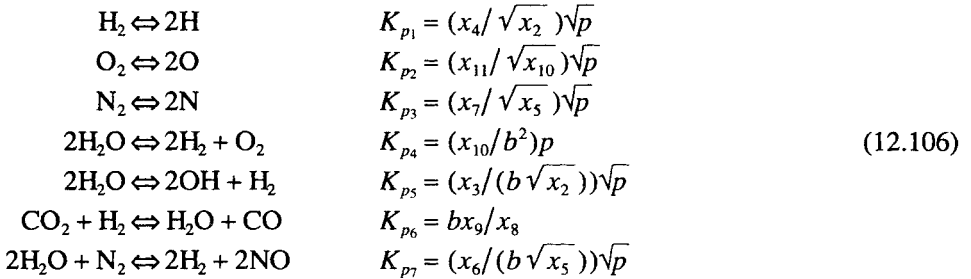 H₂ ⇔ 2H K_{p₁} = (x₄/√x₂)√p
O₂ ⇔ 2O K_{p₂} = (x₁₁/√x₁₀)√p
N₂ ⇔ 2N K_{p₃} = (x₇/√x₅)√p
2H₂O ⇔ 2H₂ + O₂ K_{p₄} = (x₁₀/b²)p (12.106)
2H₂O ⇔ 2OH + H₂ K_{p₅} = (x₃/(b√x₂))√p
CO₂ + H₂ ⇔ H₂O + CO K_{p₆} = bx₉/x₈
2H₂O + N₂ ⇔ 2H₂ + 2NO K_{p₇} = (x₆/(b√x₅))√p